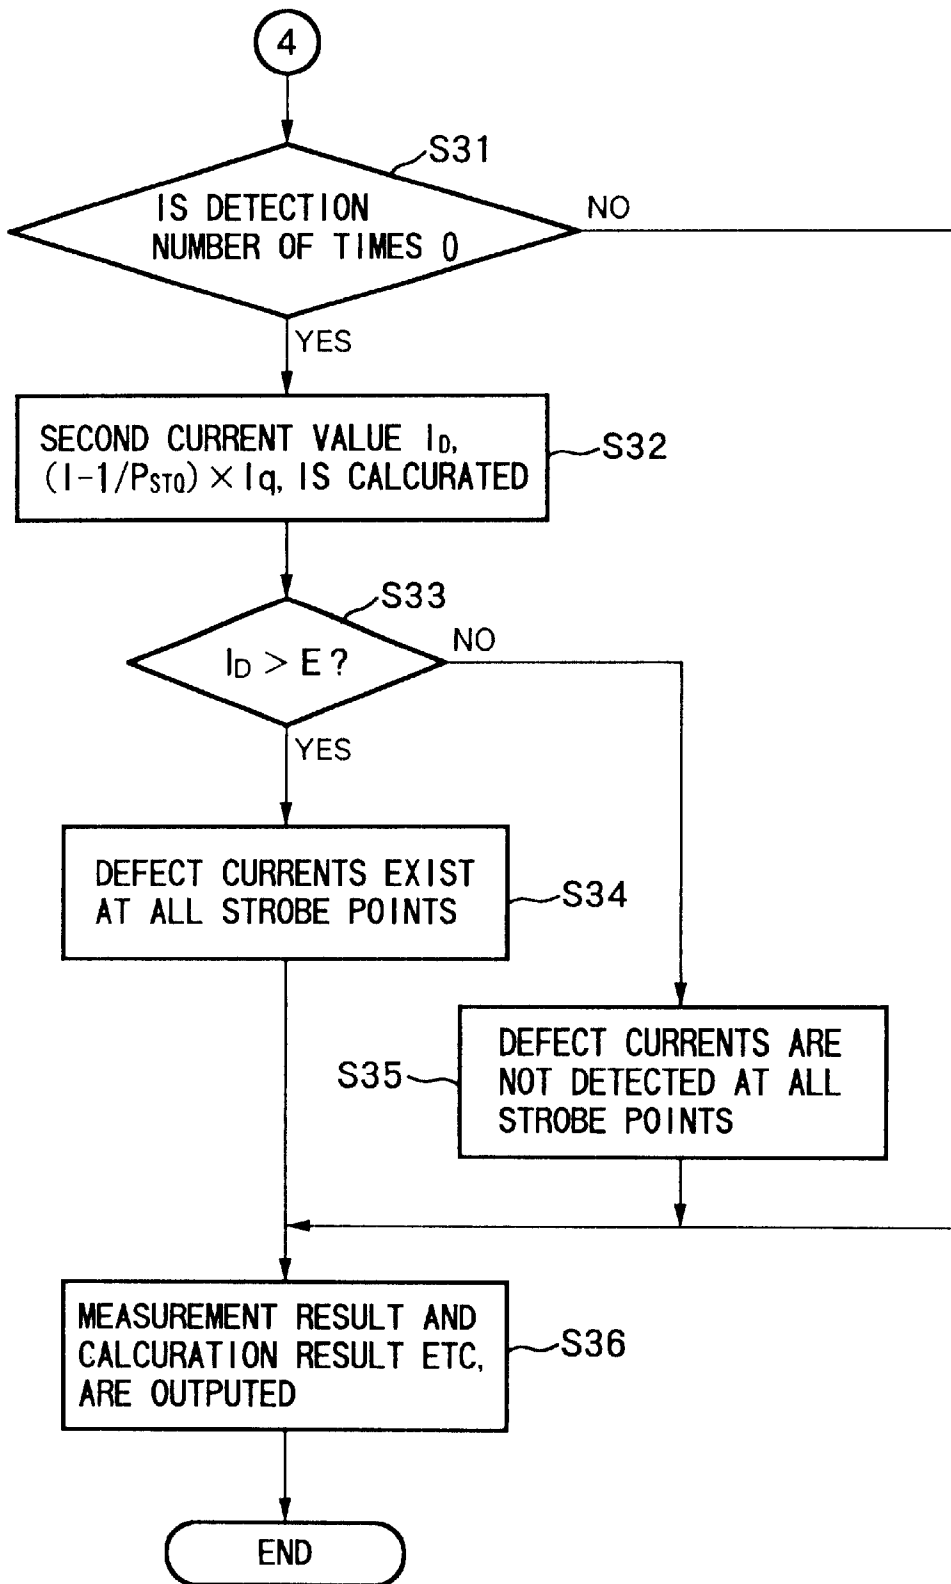 4
S31
IS DETECTION
NUMBER OF TIMES 0
NO
YES
SECOND CURRENT VALUE ID,
(I-1/PSTQ)×Iq, IS CALCURATED
S32
S33
ID > E ?
NO
YES
DEFECT CURRENTS EXIST
AT ALL STROBE POINTS
S34
DEFECT CURRENTS ARE
NOT DETECTED AT ALL
STROBE POINTS
S35
MEASUREMENT RESULT AND
CALCURATION RESULT ETC,
ARE OUTPUTED
S36
END